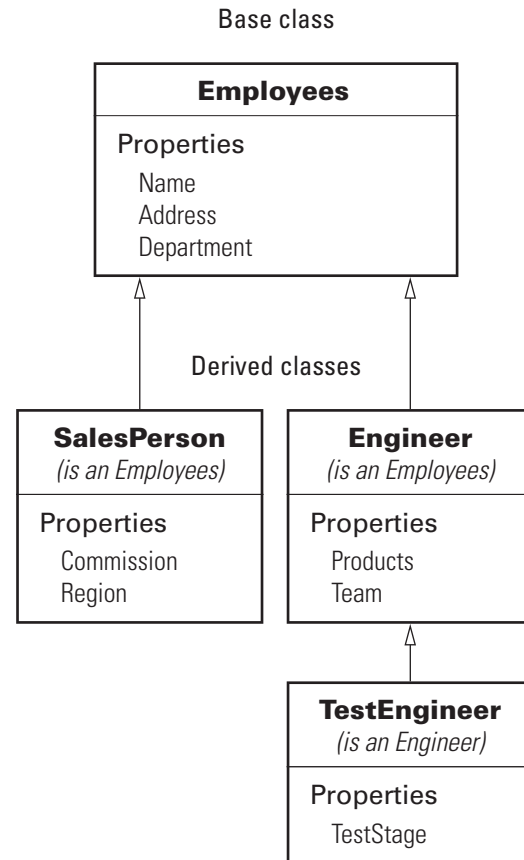 Base class
Employees
Properties
Name
Address
Department
Derived classes
SalesPerson
(is an Employees)
Properties
Commission
Region
Engineer
(is an Employees)
Properties
Products
Team
TestEngineer
(is an Engineer)
Properties
TestStage